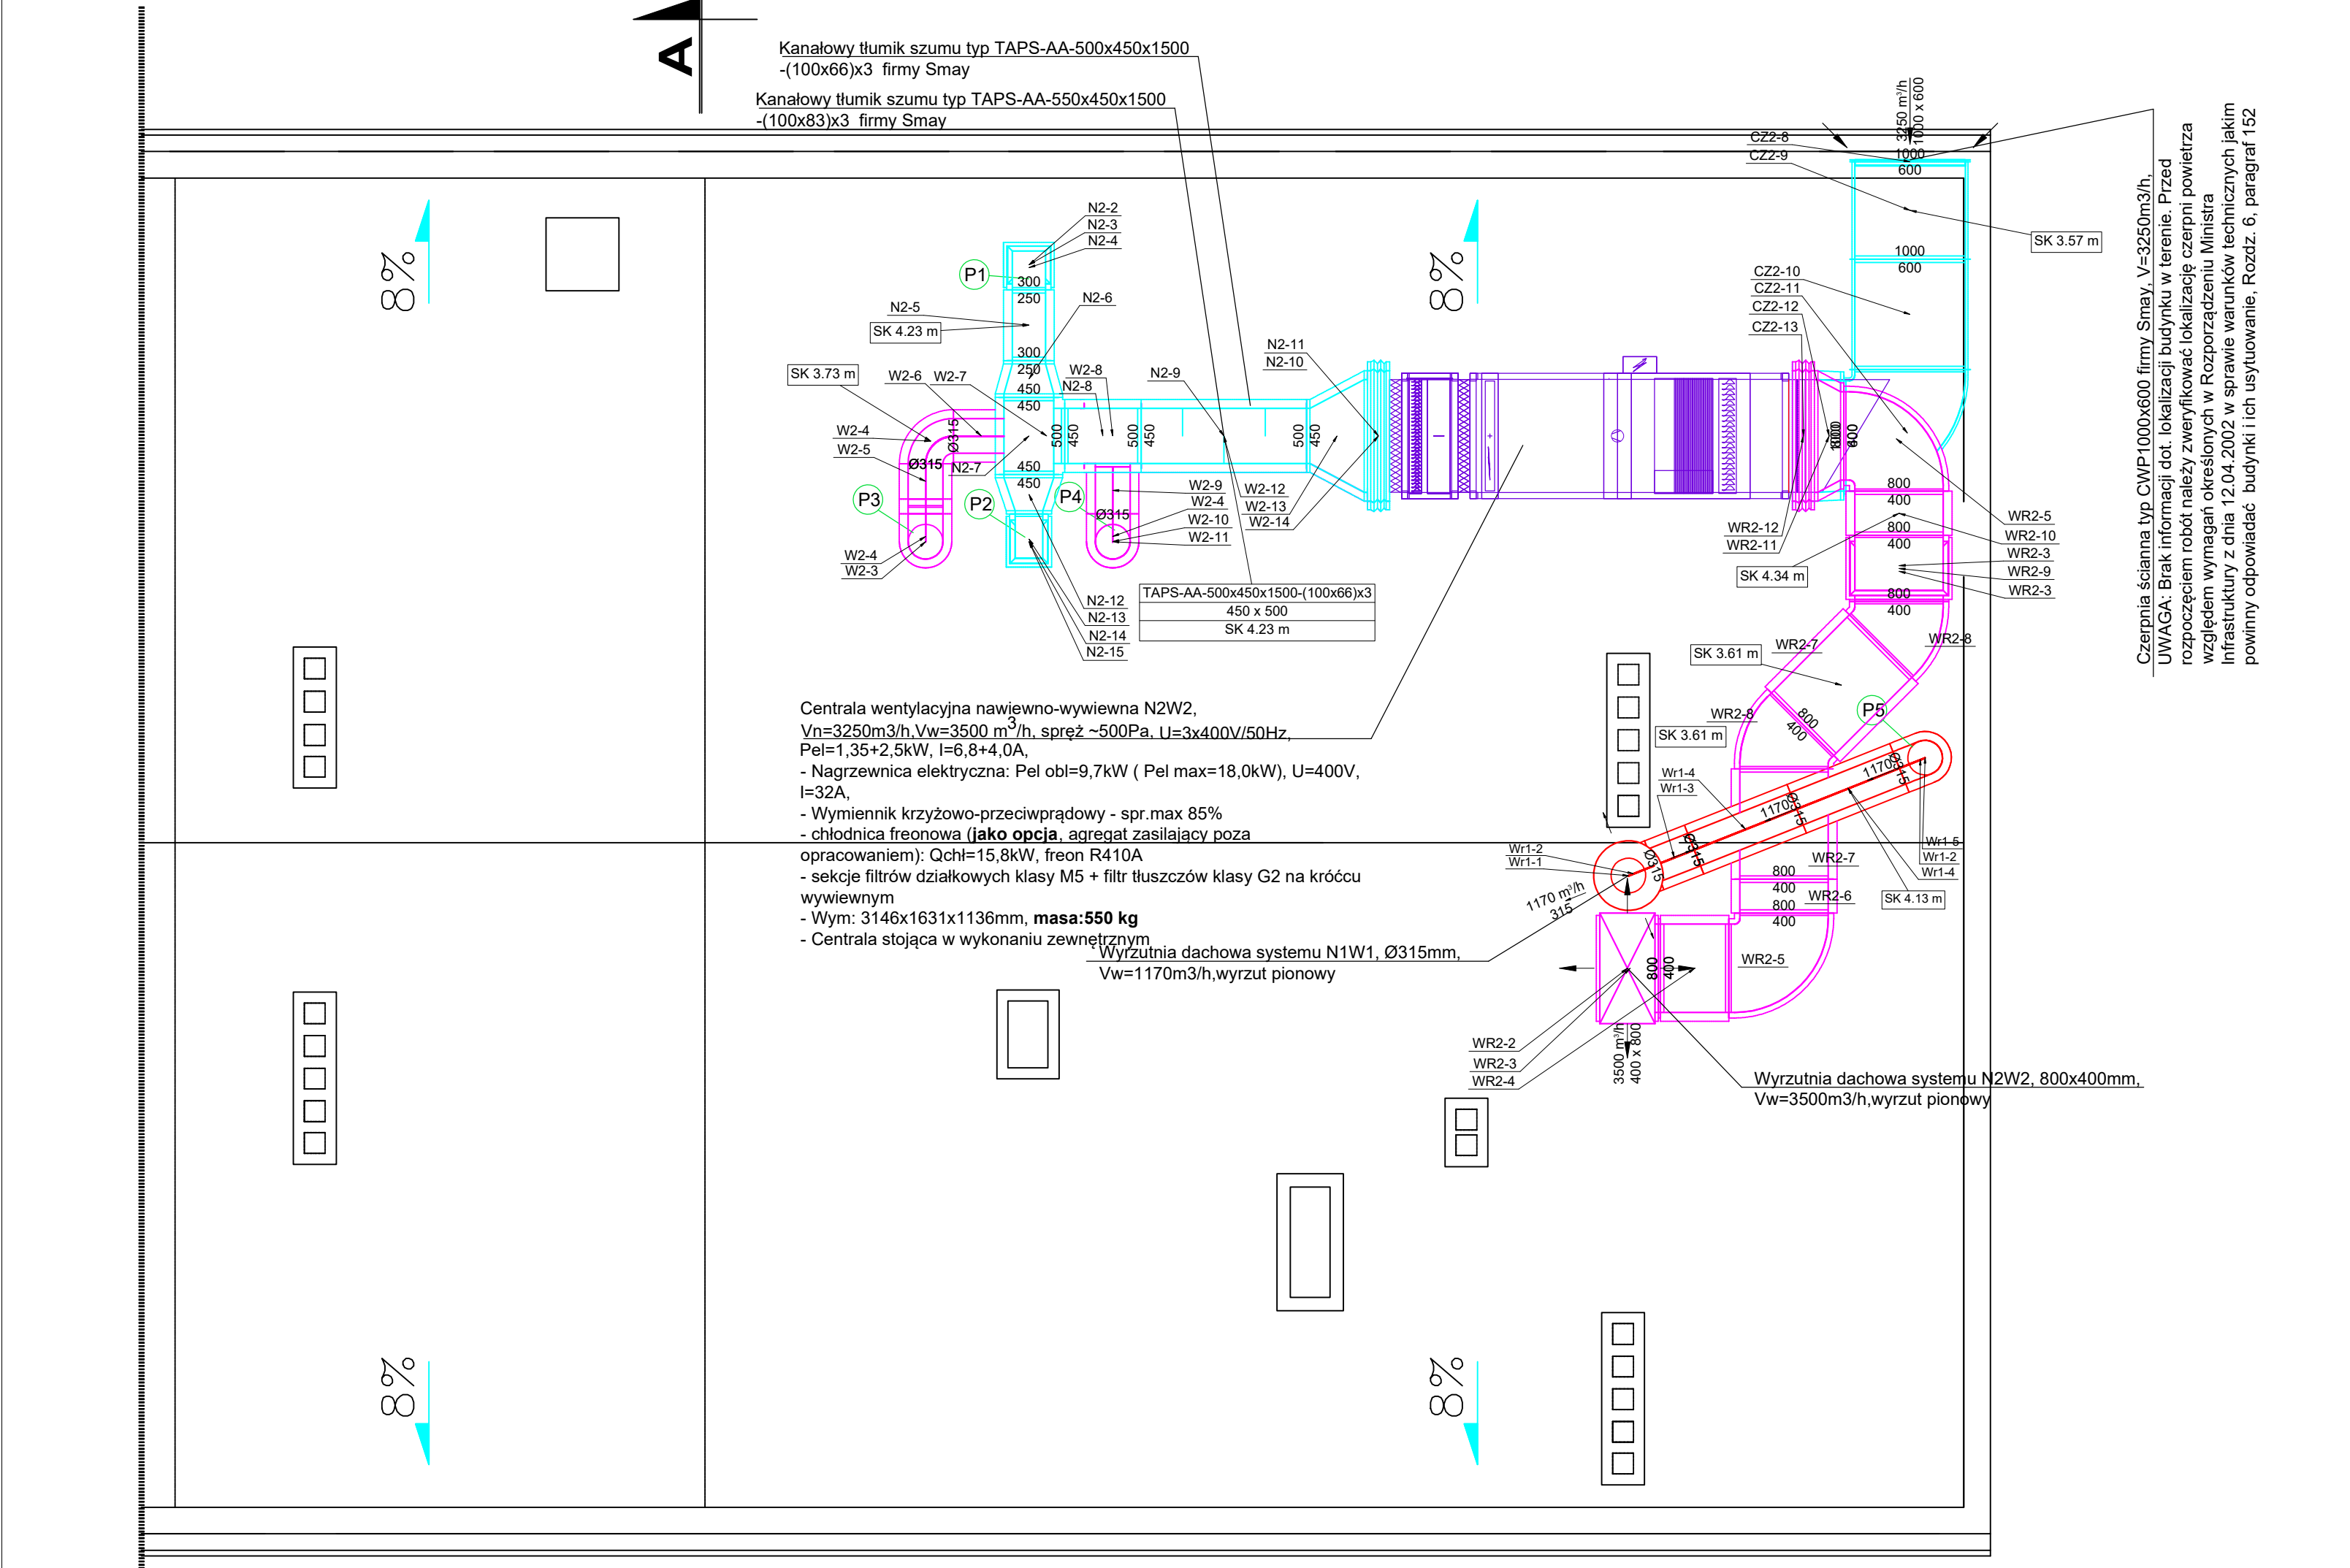 A
Kanałowy tłumik szumu typ TAPS-AA-500x450x1500
-(100x66)x3 firmy Smay
Kanałowy tłumik szumu typ TAPS-AA-550x450x1500
-(100x83)x3 firmy Smay
3250 m³/h
1000 x 600
CZ2-8
CZ2-9
1000
600
SK 3.57 m
1000
600
CZ2-10
CZ2-11
CZ2-12
CZ2-13
Czerpnia ścianna typ CWP1000x600 firmy Smay, V=3250m3/h,
UWAGA: Brak informacji dot. lokalizacji budynku w terenie. Przed
rozpoczęciem robót należy zweryfikować lokalizację czerpni powietrza
względem wymagań określonych w Rozporządzeniu Ministra
Infrastruktury z dnia 12.04.2002 w sprawie warunków technicznych jakim
powinny odpowiadać budynki i ich usytuowanie, Rozdz. 6, paragraf 152
8%
8%
N2-2
N2-3
N2-4
P1
300
250
N2-5
SK 4.23 m
N2-6
300
250
450
450
SK 3.73 m
W2-6
W2-7
W2-8
N2-8
N2-9
N2-11
N2-10
W2-4
W2-5
Ø315
Ø315
N2-7
500
450
500
450
500
450
450
450
P3
P2
P4
W2-9
W2-4
W2-10
W2-11
Ø315
W2-12
W2-13
W2-14
W2-4
W2-3
N2-12
N2-13
N2-14
N2-15
TAPS-AA-500x450x1500-(100x66)x3
450 x 500
SK 4.23 m
800
400
WR2-12
WR2-11
SK 4.34 m
800
400
WR2-5
WR2-10
WR2-3
WR2-9
WR2-3
800
400
WR2-8
WR2-7
SK 3.61 m
P5
WR2-8
800
400
SK 3.61 m
Centrala wentylacyjna nawiewno-wywiewna N2W2,
Vn=3250m3/h,Vw=3500 m³/h, spręż ~500Pa, U=3x400V/50Hz,
Pel=1,35+2,5kW, I=6,8+4,0A,
- Nagrzewnica elektryczna: Pel obl=9,7kW ( Pel max=18,0kW), U=400V,
I=32A,
- Wymiennik krzyżowo-przeciwprądowy - spr.max 85%
- chłodnica freonowa (jako opcja, agregat zasilający poza
opracowaniem): Qchł=15,8kW, freon R410A
- sekcje filtrów działkowych klasy M5 + filtr tłuszczów klasy G2 na króćcu
wywiewnym
- Wym: 3146x1631x1136mm, masa:550 kg
- Centrala stojąca w wykonaniu zewnętrznym
Wr1-4
Wr1-3
1170
Ø315
1170
Ø315
Ø315
Ø315
Wr1-2
Wr1-1
1170 m³/h
315
Wr1-5
Wr1-2
Wr1-4
SK 4.13 m
WR2-7
800
400
WR2-6
800
400
WR2-5
800
400
Wyrzutnia dachowa systemu N1W1, Ø315mm,
Vw=1170m3/h,wyrzut pionowy
WR2-2
WR2-3
WR2-4
3500 m³/h
400 x 800
Wyrzutnia dachowa systemu N2W2, 800x400mm,
Vw=3500m3/h,wyrzut pionowy
8%
8%